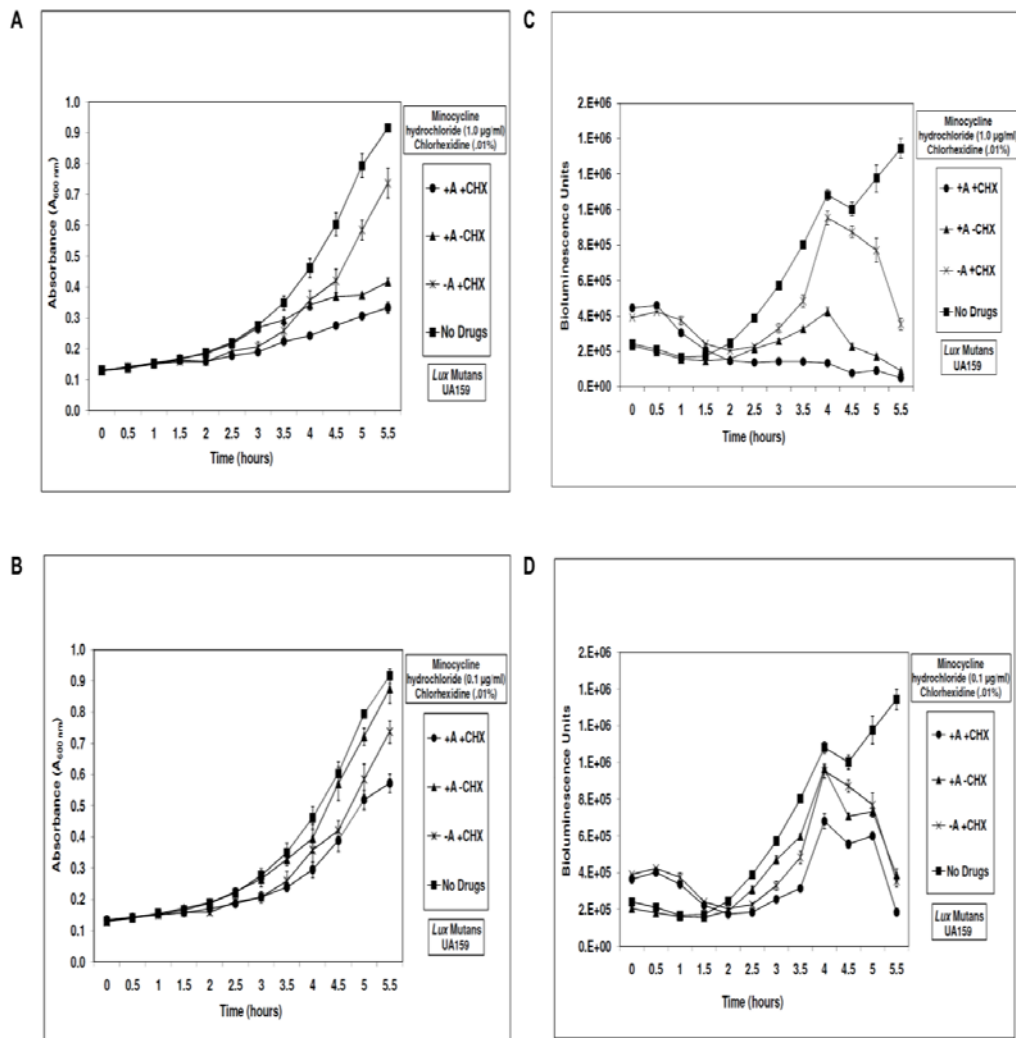 A
1.0
0.9
0.8
0.7
0.6
0.5
0.4
0.3
0.2
0.1
0.0
Absorbance (A600 nm)
0 0.5 1 1.5 2 2.5 3 3.5 4 4.5 5 5.5
Time (hours)
Minocycline
hydrochloride (1.0 µg/ml)
Chlorhexidine (.01%)
+A +CHX
+A -CHX
-A +CHX
No Drugs
Lux Mutans
UA159
C
2.E+06
1.E+06
1.E+06
1.E+06
8.E+05
6.E+05
4.E+05
2.E+05
0.E+00
Bioluminescence Units
0 0.5 1 1.5 2 2.5 3 3.5 4 4.5 5 5.5
Time (hours)
Minocycline
hydrochloride (1.0 µg/ml)
Chlorhexidine (.01%)
+A +CHX
+A -CHX
-A +CHX
No Drugs
Lux Mutans
UA159
B
1.0
0.9
0.8
0.7
0.6
0.5
0.4
0.3
0.2
0.1
0.0
Absorbance (A600 nm)
0 0.5 1 1.5 2 2.5 3 3.5 4 4.5 5 5.5
Time (hours)
Minocycline
hydrochloride (0.1 µg/ml)
Chlorhexidine (.01%)
+A +CHX
+A -CHX
-A +CHX
No Drugs
Lux Mutans
UA159
D
2.E+06
1.E+06
1.E+06
1.E+06
8.E+05
6.E+05
4.E+05
2.E+05
0.E+00
Bioluminescence Units
0 0.5 1 1.5 2 2.5 3 3.5 4 4.5 5 5.5
Time (hours)
Minocycline
hydrochloride (0.1 µg/ml)
Chlorhexidine (.01%)
+A +CHX
+A -CHX
-A +CHX
No Drugs
Lux Mutans
UA159